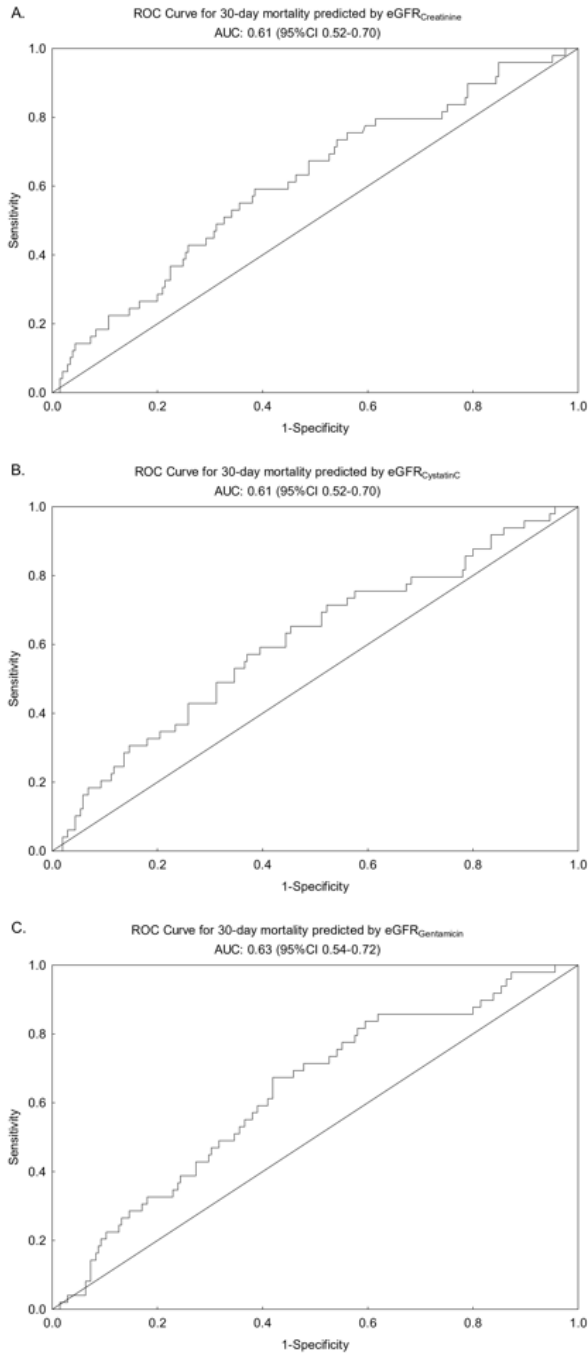 A.
ROC Curve for 30-day mortality predicted by eGFRCreatinine
AUC: 0.61 (95%CI 0.52-0.70)
1.0
0.8
0.6
Sensitivity
0.4
0.2
0.0
0.0 0.2 0.4 0.6 0.8 1.0
1-Specificity
B.
ROC Curve for 30-day mortality predicted by eGFRCystatinC
AUC: 0.61 (95%CI 0.52-0.70)
1.0
0.8
0.6
Sensitivity
0.4
0.2
0.0
0.0 0.2 0.4 0.6 0.8 1.0
1-Specificity
C.
ROC Curve for 30-day mortality predicted by eGFRGentamicin
AUC: 0.63 (95%CI 0.54-0.72)
1.0
0.8
0.6
Sensitivity
0.4
0.2
0.0
0.0 0.2 0.4 0.6 0.8 1.0
1-Specificity